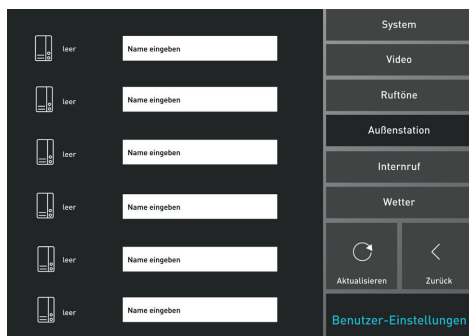 leer
Name eingeben
leer
Name eingeben
leer
Name eingeben
leer
Name eingeben
leer
Name eingeben
leer
Name eingeben
System
Video
Ruftöne
Außenstation
Internruf
Wetter
Aktualisieren
Zurück
Benutzer-Einstellungen